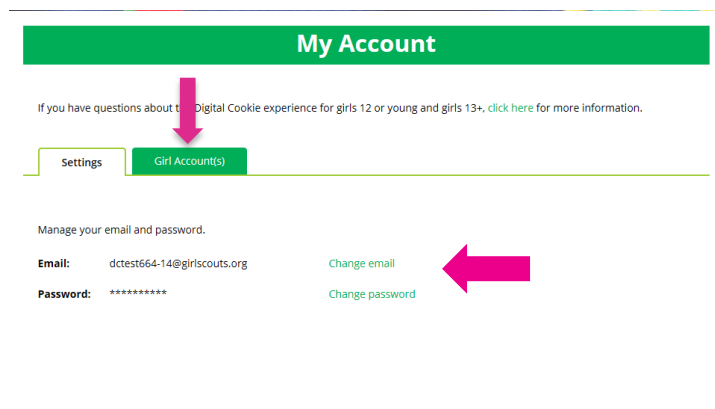 My Account
If you have questions about t Digital Cookie experience for girls 12 or young and girls 13+, click here for more information.
Settings
Girl Account(s)
Manage your email and password.
Email: dctest664-14@girlscouts.org Change email
Password: ********** Change password